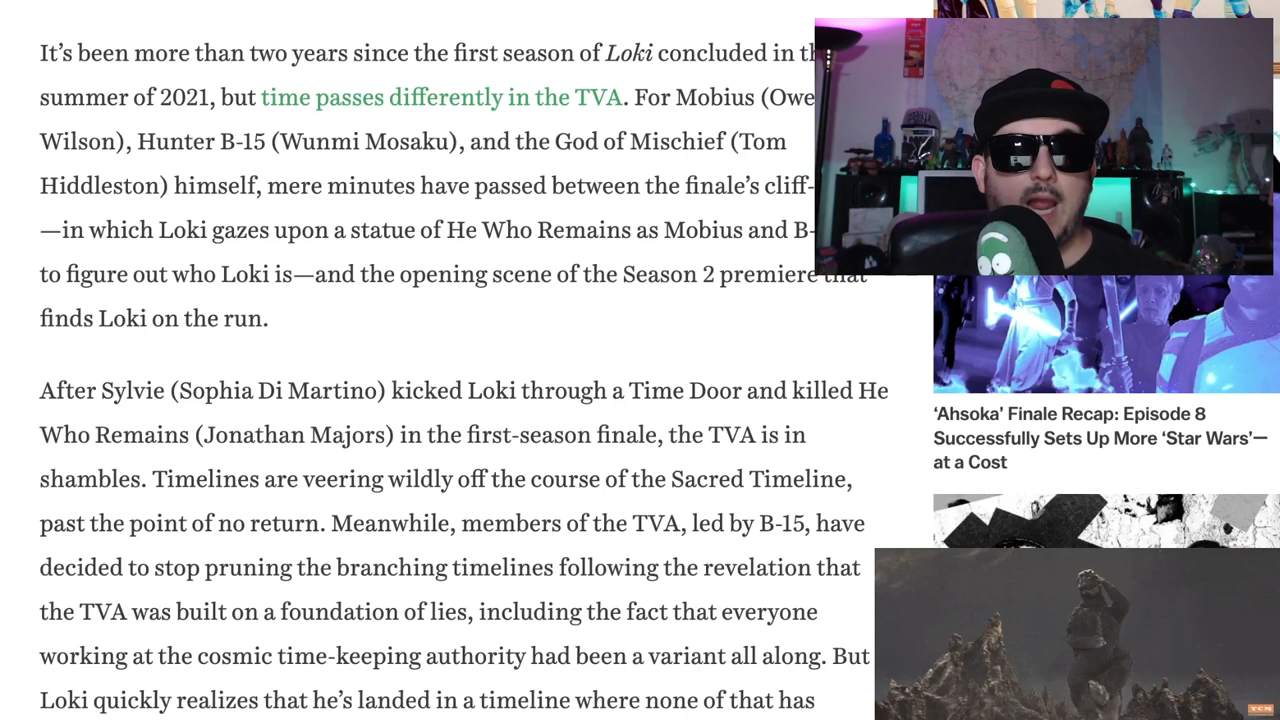 It’s been more than two years since the first season of Loki concluded in th
summer of 2021, but time passes differently in the TVA. For Mobius (Owe
Wilson), Hunter B-15 (Wunmi Mosaku), and the God of Mischief (Tom
Hiddleston) himself, mere minutes have passed between the finale’s cliff-
—in which Loki gazes upon a statue of He Who Remains as Mobius and B-
to figure out who Loki is—and the opening scene of the Season 2 premiere that
finds Loki on the run.
After Sylvie (Sophia Di Martino) kicked Loki through a Time Door and killed He
Who Remains (Jonathan Majors) in the first-season finale, the TVA is in
shambles. Timelines are veering wildly off the course of the Sacred Timeline,
past the point of no return. Meanwhile, members of the TVA, led by B-15, have
decided to stop pruning the branching timelines following the revelation that
the TVA was built on a foundation of lies, including the fact that everyone
working at the cosmic time-keeping authority had been a variant all along. But
Loki quickly realizes that he’s landed in a timeline where none of that has
‘Ahsoka’ Finale Recap: Episode 8
Successfully Sets Up More ‘Star Wars’—
at a Cost
TCM